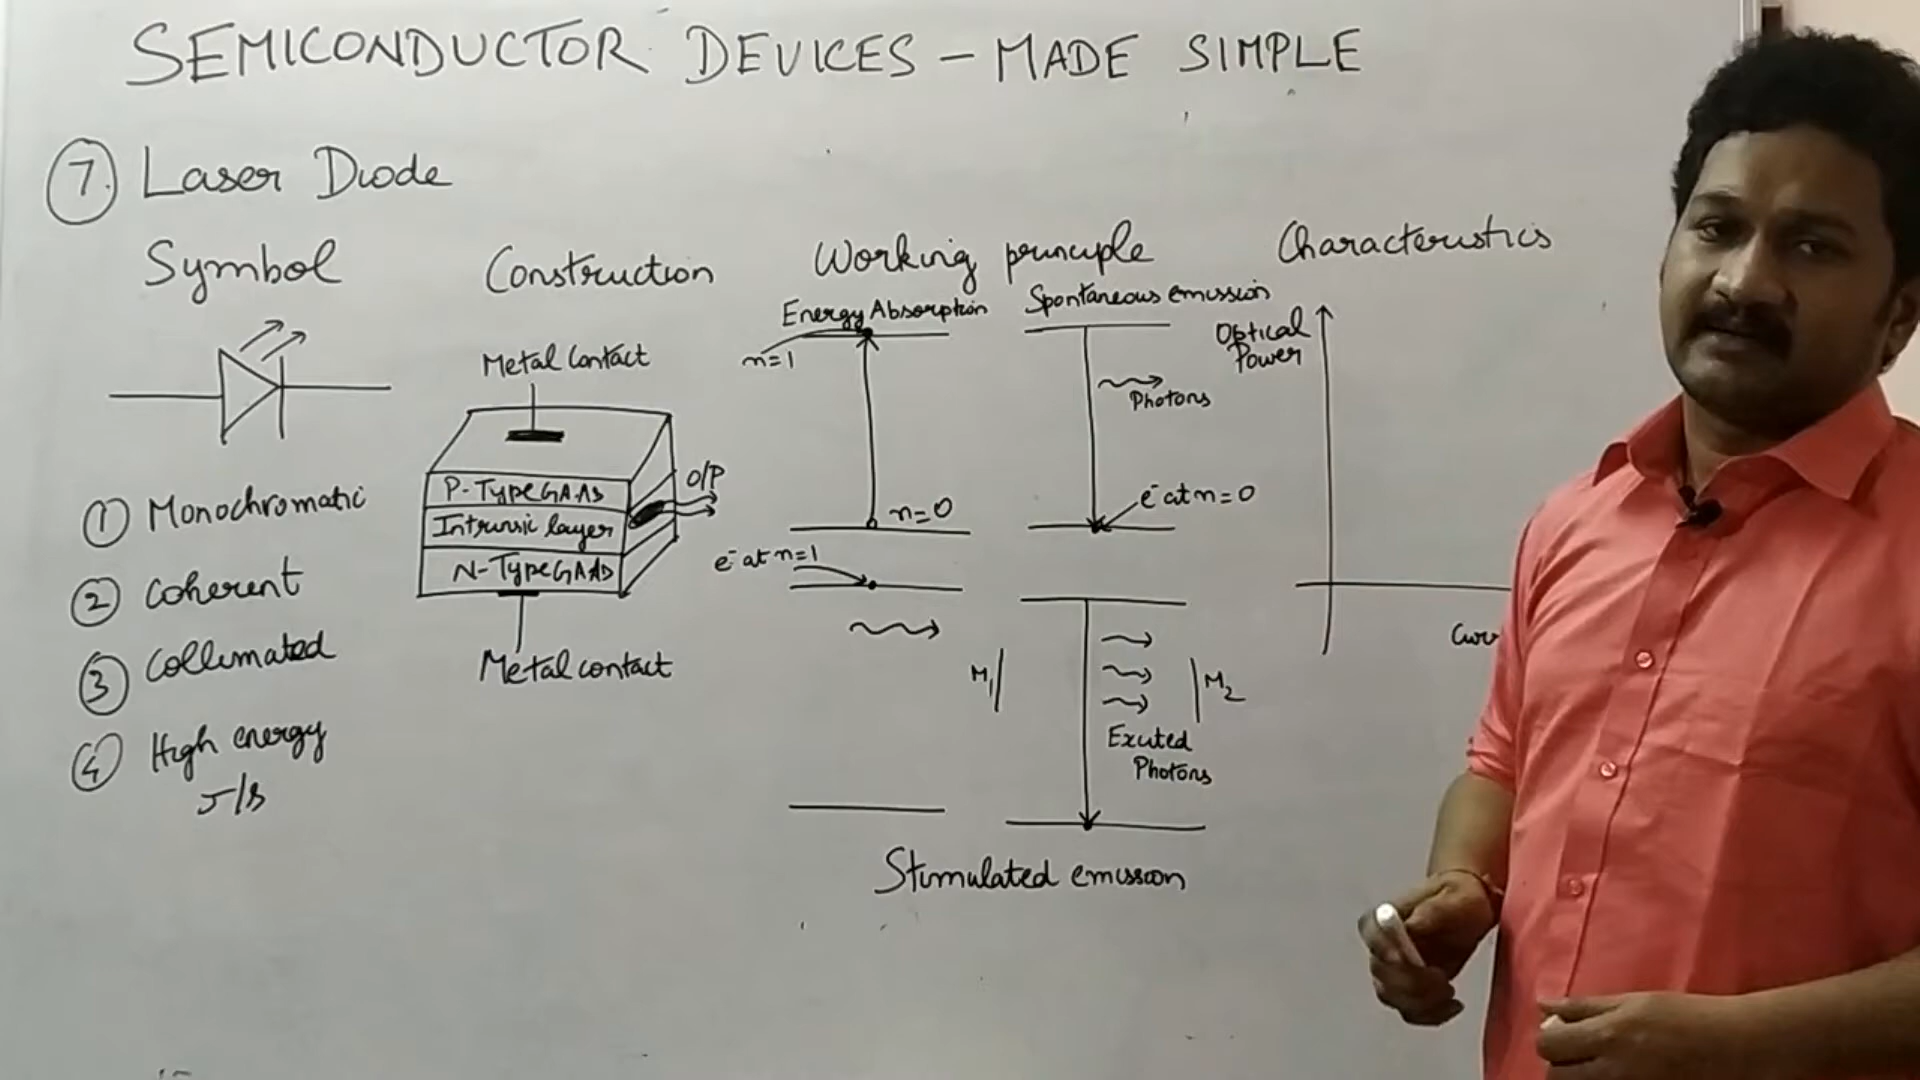 SEMICONDUCTOR DEVICES - MADE SIMPLE
7. Laser Diode
Symbol
1 Monochromatic
2 Coherent
3 Collimated
4 High energy
J/s
Construction
Metal Contact
P-Type GAAs
Intrinsic layer
N-Type GAAs
O/P
Metal contact
Working principle
Energy Absorption
n=1
n=0
Spontaneous emission
Photons
e⁻ at n=0
e⁻ at n=1
M1
M2
Excited
Photons
Stimulated emission
Characteristics
Optical
Power